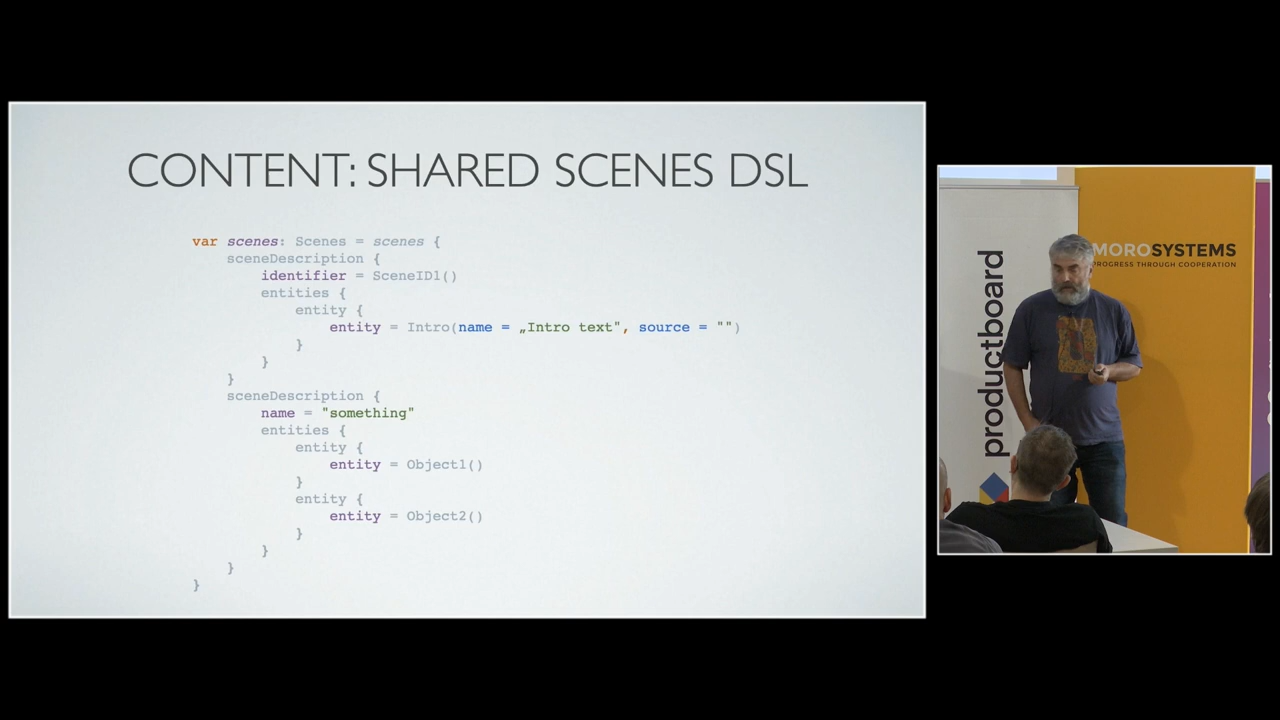 CONTENT: SHARED SCENES DSL
var scenes: Scenes = scenes {
sceneDescription {
identifier = SceneID1()
entities {
entity {
entity = Intro(name = „Intro text", source = "")
}
}
}
sceneDescription {
name = "something"
entities {
entity {
entity = Object1()
}
entity {
entity = Object2()
}
}
}
}
productboard
MOROSYSTEMS
PROGRESS THROUGH COOPERATION